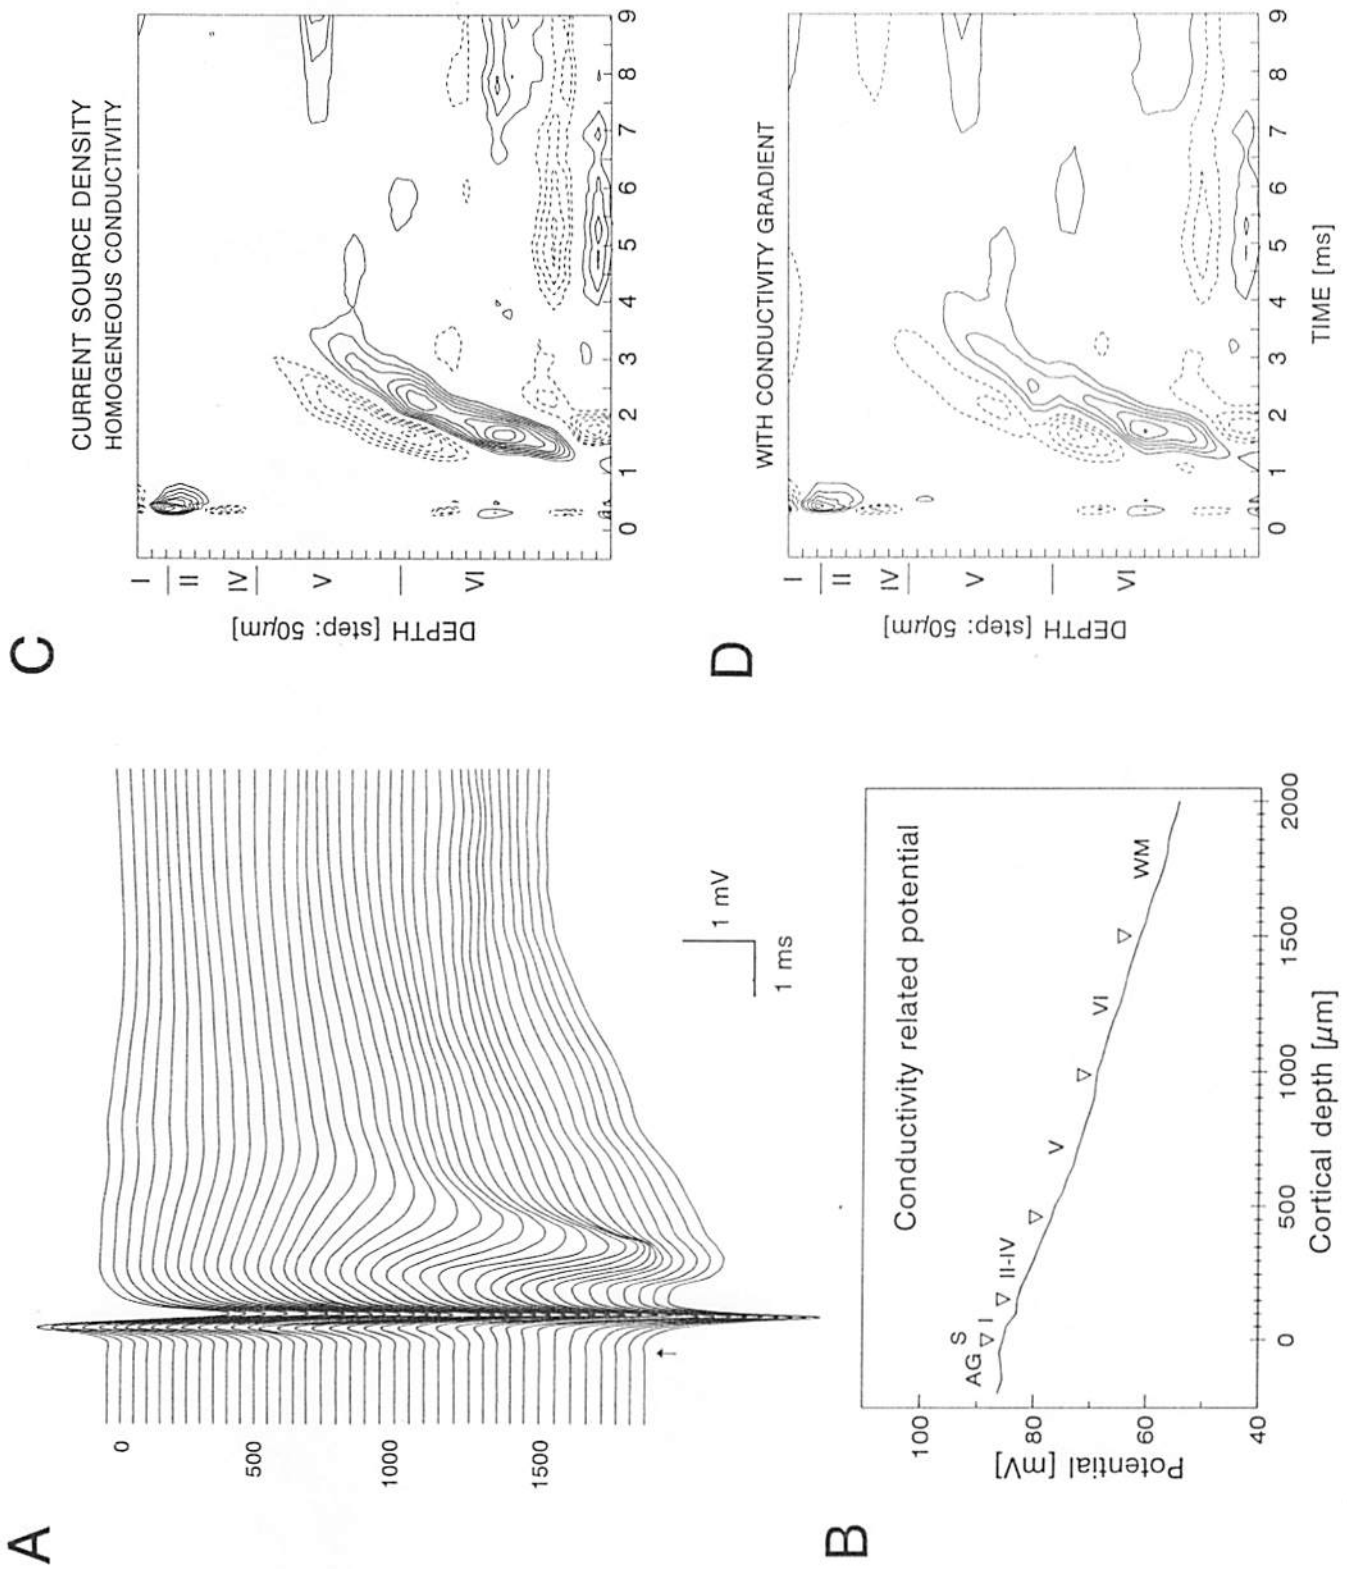 A
0
500
1000
1500
1 mV
1 ms
B
Conductivity related potential
AG
S
I
II-IV
V
VI
WM
100
80
60
40
Potential [mV]
0
500
1000
1500
2000
Cortical depth [µm]
C
CURRENT SOURCE DENSITY
HOMOGENEOUS CONDUCTIVITY
I
II
IV
V
VI
DEPTH [step: 50µm]
0 1 2 3 4 5 6 7 8 9
D
WITH CONDUCTIVITY GRADIENT
I
II
IV
V
VI
DEPTH [step: 50µm]
0 1 2 3 4 5 6 7 8 9
TIME [ms]